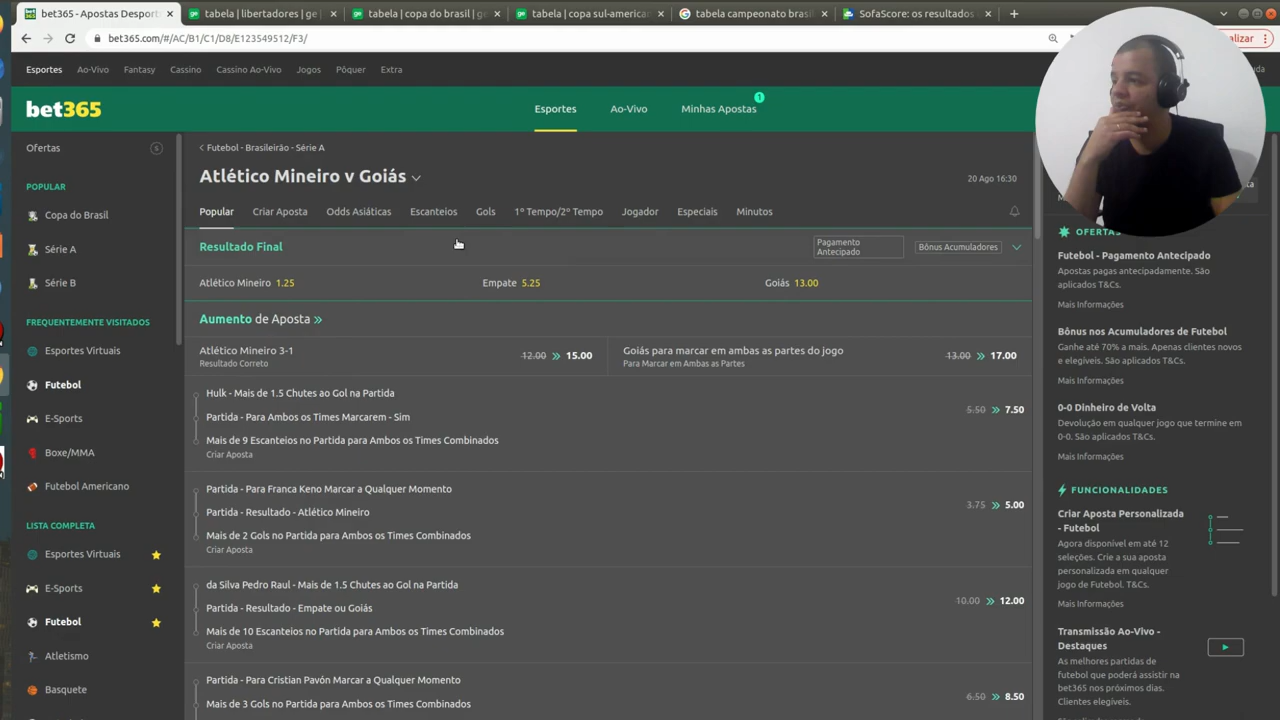 bet365 - Apostas Desport
tabela | libertadores | ge
tabela | copa do brasil | ge
tabela | copa sul-american
tabela campeonato brasil
SofaScore: os resultados
bet365.com/#/AC/B1/C1/D8/E123549512/F3/
alizar
Esportes
Ao-Vivo
Fantasy
Cassino
Cassino Ao-Vivo
Jogos
Pôquer
Extra
uda
bet365
Esportes
Ao-Vivo
Minhas Apostas
1
Ofertas
6
POPULAR
Copa do Brasil
Série A
Série B
FREQUENTEMENTE VISITADOS
Esportes Virtuais
Futebol
E-Sports
Boxe/MMA
Futebol Americano
LISTA COMPLETA
Esportes Virtuais
E-Sports
Futebol
Atletismo
Basquete
Futebol - Brasileirão - Série A
Atlético Mineiro v Goiás
20 Ago 16:30
Popular
Criar Aposta
Odds Asiáticas
Escanteios
Gols
1º Tempo/2º Tempo
Jogador
Especiais
Minutos
Resultado Final
Pagamento
Antecipado
Bônus Acumuladores
Atlético Mineiro 1.25
Empate 5.25
Goiás 13.00
Aumento de Aposta »
Atlético Mineiro 3-1
Resultado Correto
12.00 » 15.00
Goiás para marcar em ambas as partes do jogo
Para Marcar em Ambas as Partes
13.00 » 17.00
Hulk - Mais de 1.5 Chutes ao Gol na Partida
Partida - Para Ambos os Times Marcarem - Sim
Mais de 9 Escanteios no Partida para Ambos os Times Combinados
Criar Aposta
5.50 » 7.50
Partida - Para Franca Keno Marcar a Qualquer Momento
Partida - Resultado - Atlético Mineiro
Mais de 2 Gols no Partida para Ambos os Times Combinados
Criar Aposta
3.75 » 5.00
da Silva Pedro Raul - Mais de 1.5 Chutes ao Gol na Partida
Partida - Resultado - Empate ou Goiás
Mais de 10 Escanteios no Partida para Ambos os Times Combinados
Criar Aposta
10.00 » 12.00
Partida - Para Cristian Pavón Marcar a Qualquer Momento
Mais de 3 Gols no Partida para Ambos os Times Combinados
6.50 » 8.50
OFERTAS
Futebol - Pagamento Antecipado
Apostas pagas antecipadamente. São
aplicados T&Cs.
Mais Informações
Bônus nos Acumuladores de Futebol
Ganhe até 70% a mais. Apenas clientes novos
e elegíveis. São aplicados T&Cs.
Mais Informações
0-0 Dinheiro de Volta
Devolução em qualquer jogo que termine em
0-0. São aplicados T&Cs.
Mais Informações
FUNCIONALIDADES
Criar Aposta Personalizada
- Futebol
Agora disponível em até 12
seleções. Crie a sua aposta
personalizada em qualquer
jogo de Futebol. T&Cs.
Mais Informações
Transmissão Ao-Vivo -
Destaques
As melhores partidas de
futebol que poderá assistir na
bet365 nos próximos dias.
Clientes elegíveis.